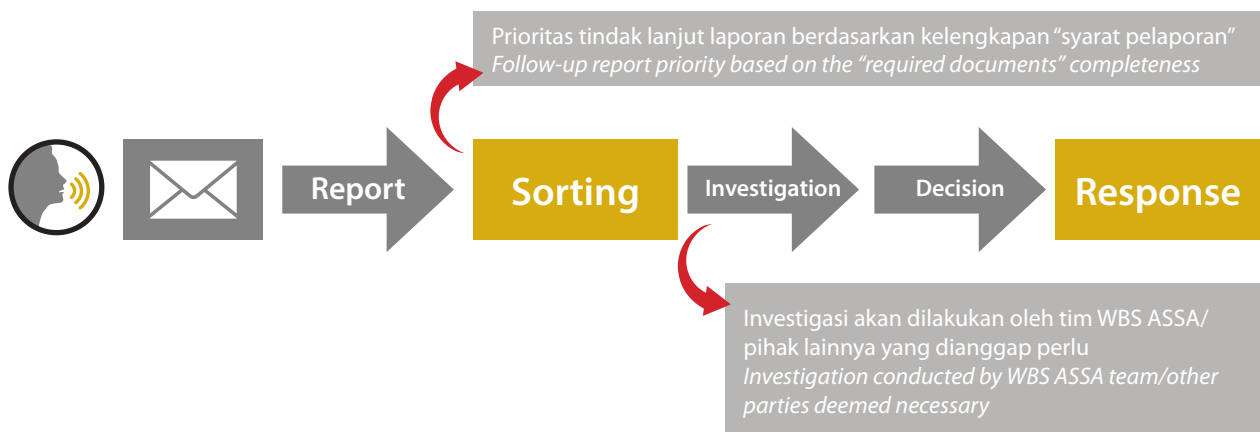 Prioritas tindak lanjut laporan berdasarkan kelengkapan “syarat pelaporan”
Follow-up report priority based on the “required documents” completeness
Report
Sorting
Investigation
Decision
Response
Investigasi akan dilakukan oleh tim WBS ASSA/
pihak lainnya yang dianggap perlu
Investigation conducted by WBS ASSA team/other
parties deemed necessary